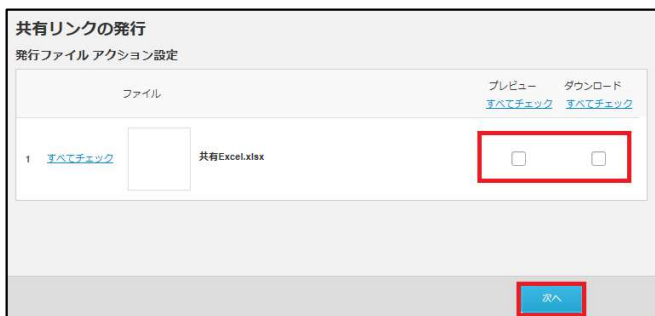 共有リンクの発行
発行ファイル アクション設定
ファイル プレビュー ダウンロード
すべてチェック すべてチェック
1 すべてチェック 共有Excel.xlsx
次へ